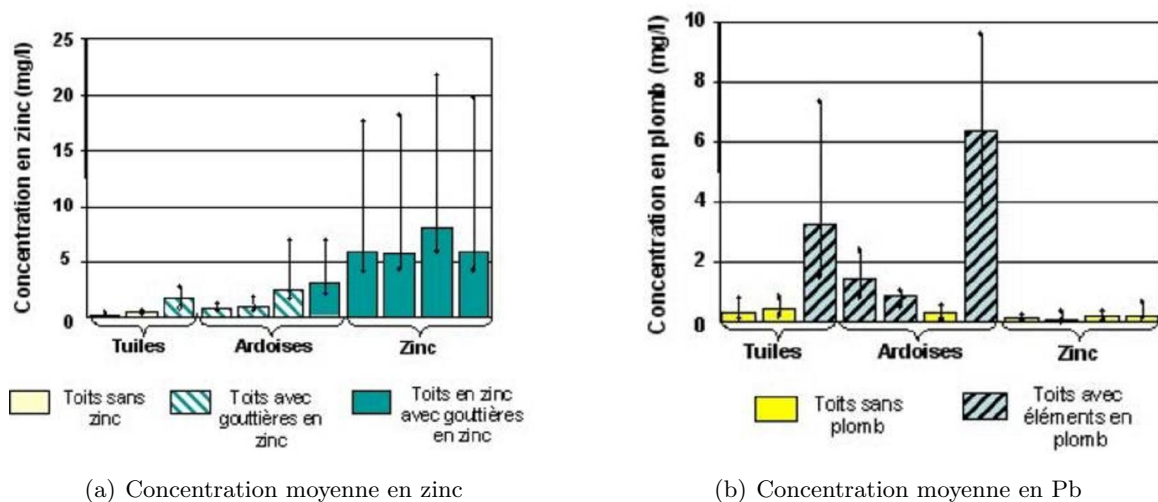 Concentration en zinc (mg/l)
25
20
15
10
5
0
Tuiles
Ardoises
Zinc
Toits sans
zinc
Toits avec
gouttières en
zinc
Toits en zinc
avec gouttières
en zinc
(a) Concentration moyenne en zinc
Concentration en plomb (mg/l)
10
8
6
4
2
0
Tuiles
Ardoises
Zinc
Toits sans
plomb
Toits avec
éléments en
plomb
(b) Concentration moyenne en Pb